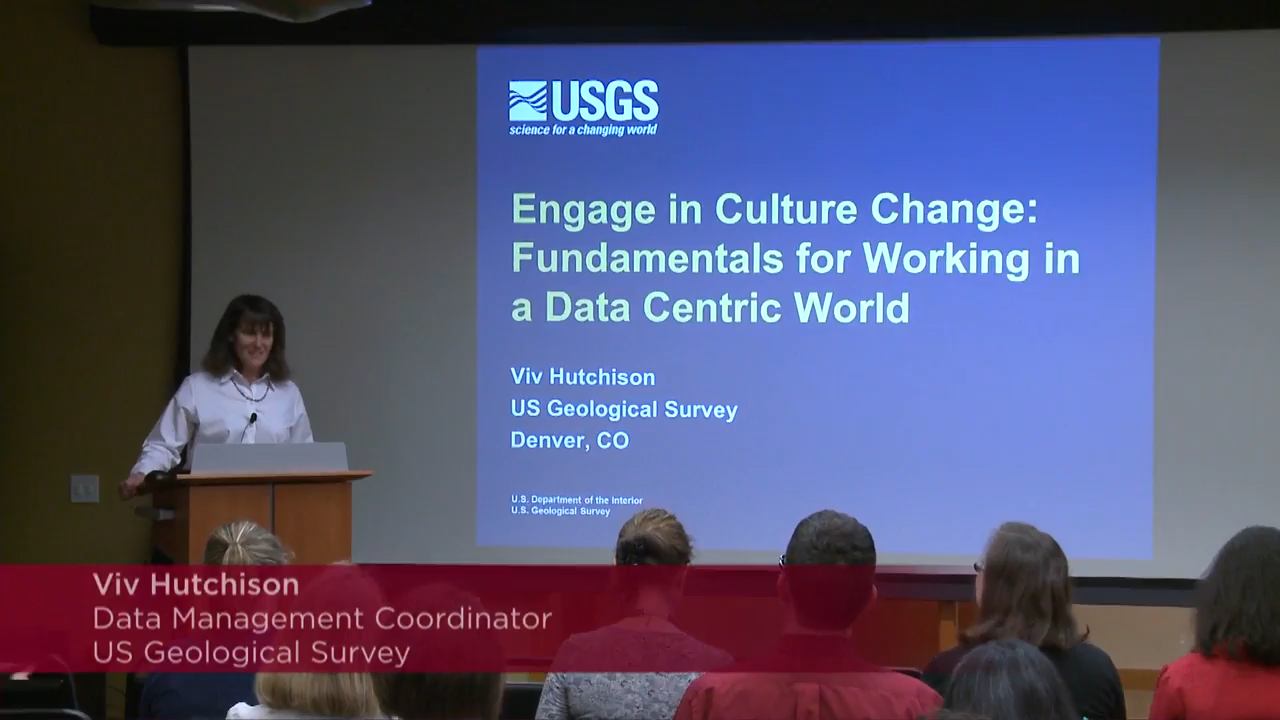 USGS
science for a changing world
Engage in Culture Change:
Fundamentals for Working in
a Data Centric World
Viv Hutchison
US Geological Survey
Denver, CO
U.S. Department of the Interior
U.S. Geological Survey
Viv Hutchison
Data Management Coordinator
US Geological Survey